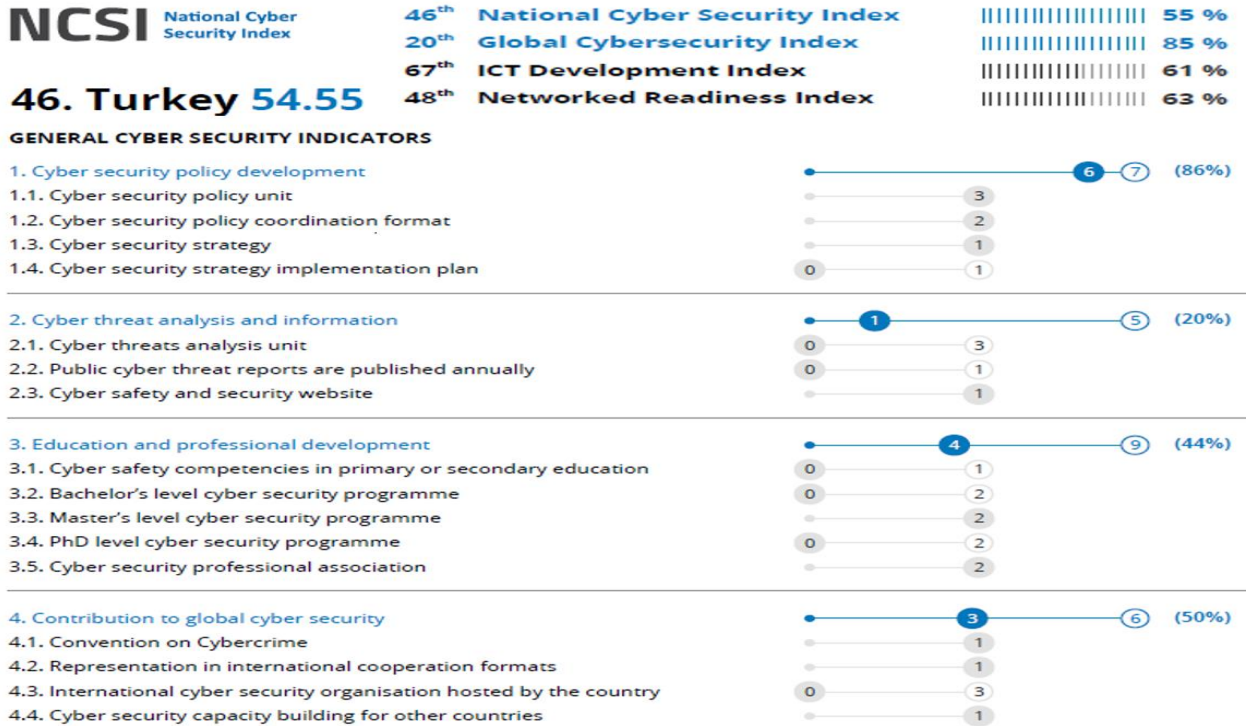 NCSI National Cyber Security Index
46th National Cyber Security Index 55 %
20th Global Cybersecurity Index 85 %
67th ICT Development Index 61 %
48th Networked Readiness Index 63 %
46. Turkey 54.55
GENERAL CYBER SECURITY INDICATORS
1. Cyber security policy development 6 7 (86%)
1.1. Cyber security policy unit 3
1.2. Cyber security policy coordination format 2
1.3. Cyber security strategy 1
1.4. Cyber security strategy implementation plan 0 1
2. Cyber threat analysis and information 1 5 (20%)
2.1. Cyber threats analysis unit 0 3
2.2. Public cyber threat reports are published annually 0 1
2.3. Cyber safety and security website 1
3. Education and professional development 4 9 (44%)
3.1. Cyber safety competencies in primary or secondary education 0 1
3.2. Bachelor’s level cyber security programme 0 2
3.3. Master’s level cyber security programme 2
3.4. PhD level cyber security programme 0 2
3.5. Cyber security professional association 2
4. Contribution to global cyber security 3 6 (50%)
4.1. Convention on Cybercrime 1
4.2. Representation in international cooperation formats 1
4.3. International cyber security organisation hosted by the country 0 3
4.4. Cyber security capacity building for other countries 1